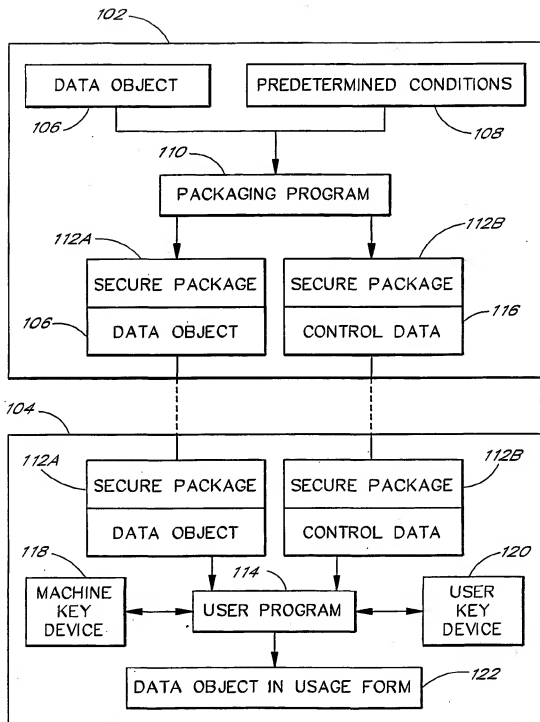 102
DATA OBJECT
PREDETERMINED CONDITIONS
106
108
110
PACKAGING PROGRAM
112A
112B
SECURE PACKAGE
SECURE PACKAGE
106
DATA OBJECT
CONTROL DATA
116
104
112A
112B
SECURE PACKAGE
SECURE PACKAGE
DATA OBJECT
CONTROL DATA
118
114
120
MACHINE
KEY
DEVICE
USER PROGRAM
USER
KEY
DEVICE
DATA OBJECT IN USAGE FORM
122